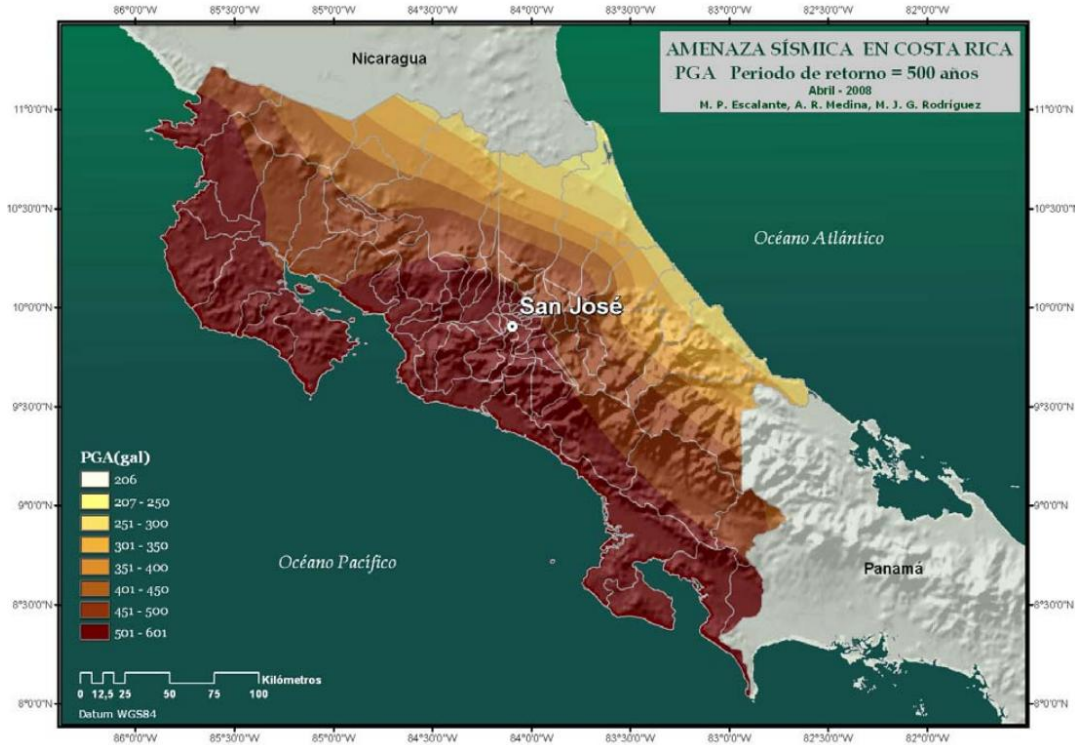 AMENAZA SÍSMICA EN COSTA RICA
PGA Periodo de retorno = 500 años
Abril - 2008
M. P. Escalante, A. R. Medina, M. J. G. Rodríguez
86°0'0"W 85°30'0"W 85°0'0"W 84°30'0"W 84°0'0"W 83°30'0"W 83°0'0"W 82°30'0"W 82°0'0"W
Nicaragua
11°0'0"N 11°0'0"N
10°30'0"N 10°30'0"N
Océano Atlántico
10°0'0"N 10°0'0"N
San José
9°30'0"N 9°30'0"N
PGA(gal)
206
207 - 250
251 - 300
301 - 350
351 - 400
401 - 450
451 - 500
501 - 601
9°0'0"N 9°0'0"N
Océano Pacífico
Panamá
8°30'0"N 8°30'0"N
Kilómetros
0 12,5 25 50 75 100
8°0'0"N 8°0'0"N
Datum WGS84
86°0'0"W 85°30'0"W 85°0'0"W 84°30'0"W 84°0'0"W 83°30'0"W 83°0'0"W 82°30'0"W 82°0'0"W